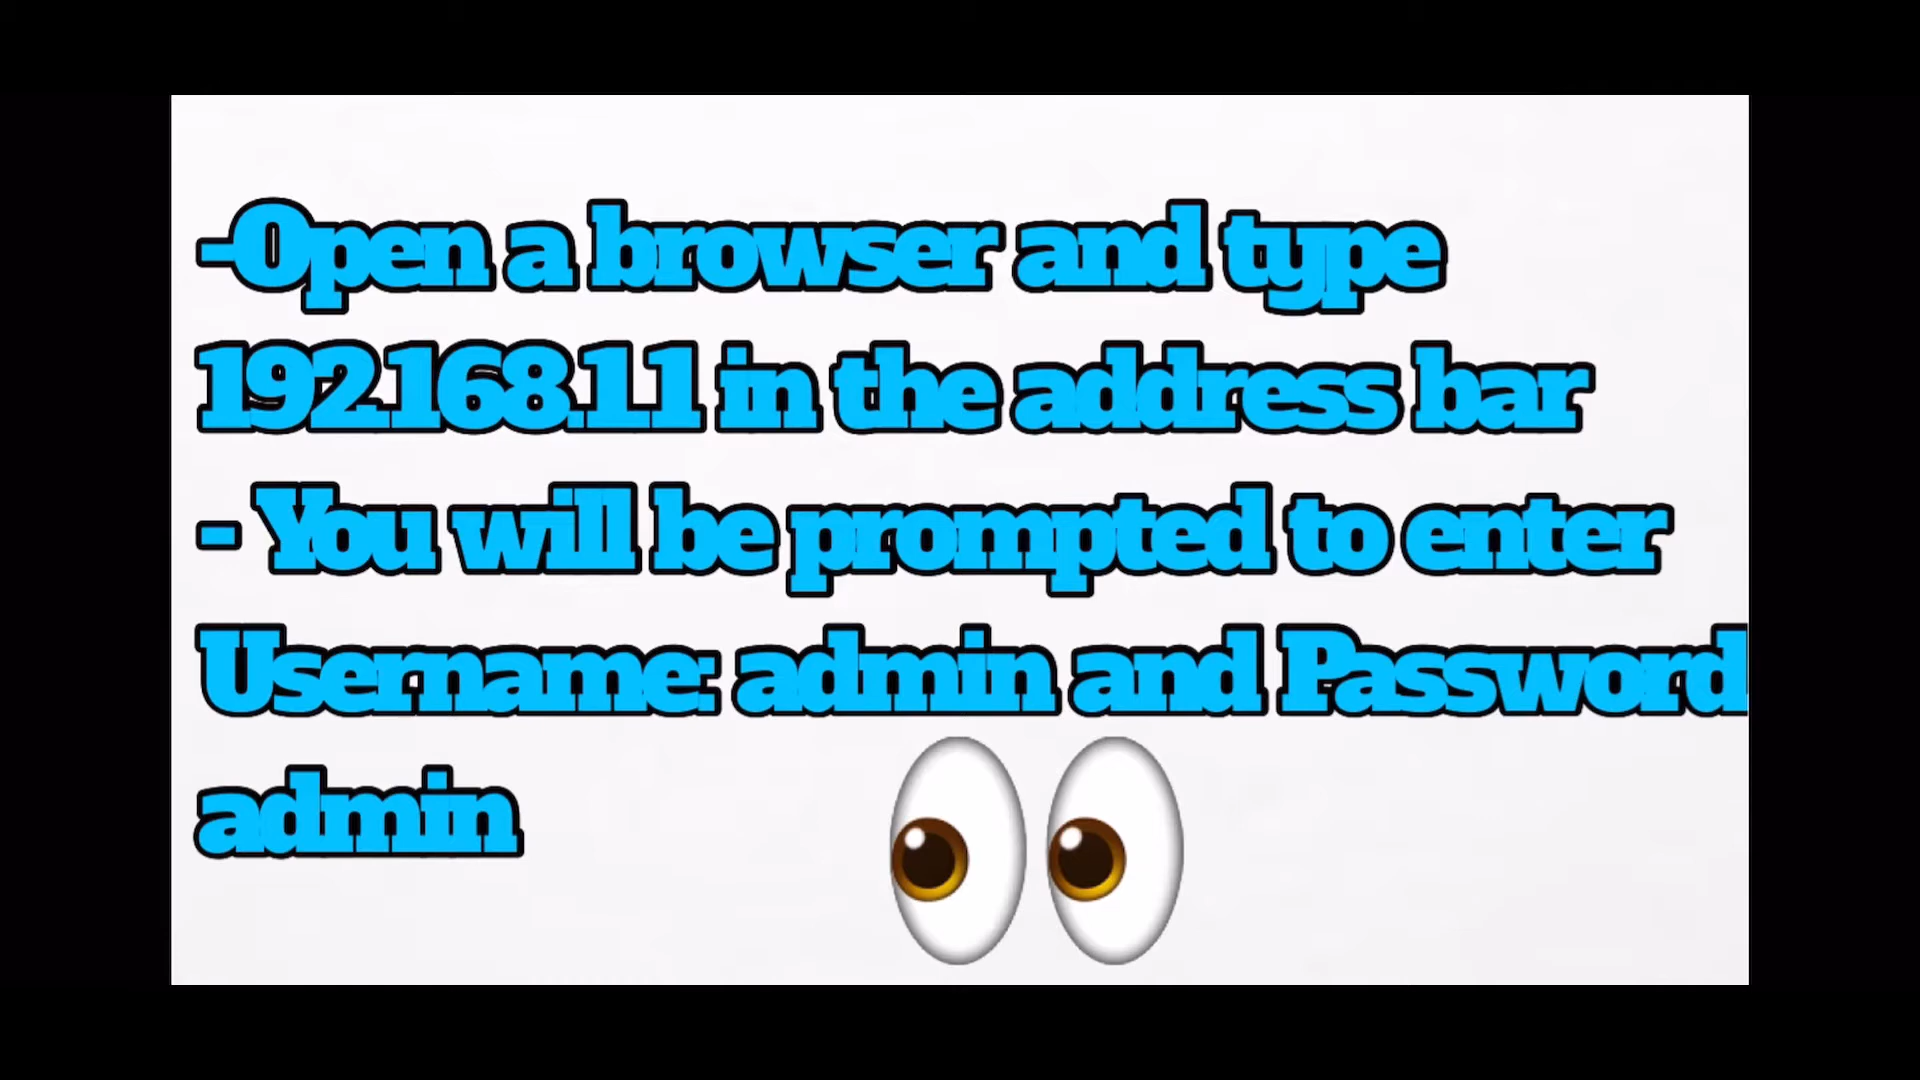 -Open a browser and type
192.168.1.1 in the address bar
- You will be prompted to enter
Username: admin and Password
admin